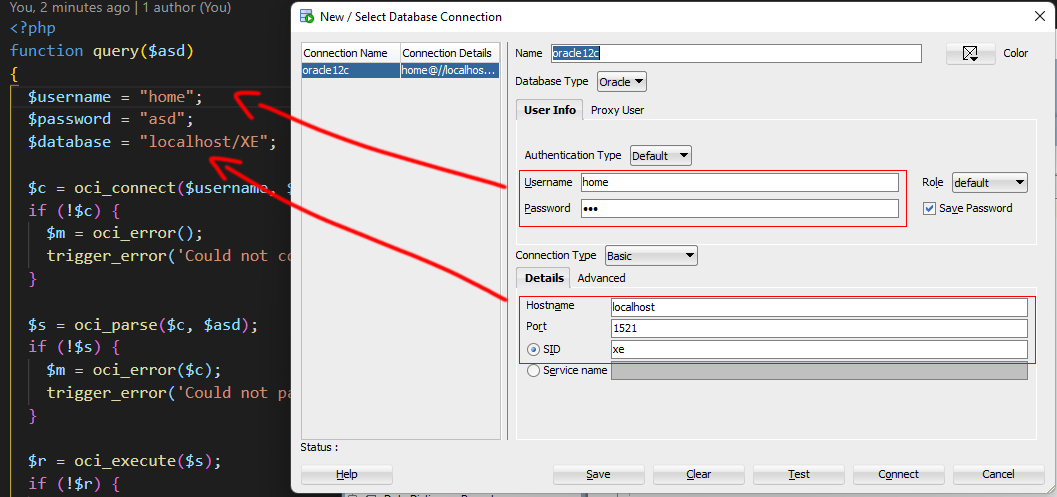 You, 2 minutes ago | 1 author (You)
<?php
function query($asd)
{
$username = "home";
$password = "asd";
$database = "localhost/XE";
$c = oci_connect($username, $
if (!$c) {
$m = oci_error();
trigger_error('Could not co
}
$s = oci_parse($c, $asd);
if (!$s) {
$m = oci_error($c);
trigger_error('Could not pa
}
$r = oci_execute($s);
if (!$r) {
New / Select Database Connection
Connection Name Connection Details
oracle12c home@//localhos...
Name oracle12c Color
Database Type Oracle
User Info Proxy User
Authentication Type Default
Username home Role default
Password ••• Save Password
Connection Type Basic
Details Advanced
Hostname localhost
Port 1521
SID xe
Service name
Status :
Help Save Clear Test Connect Cancel